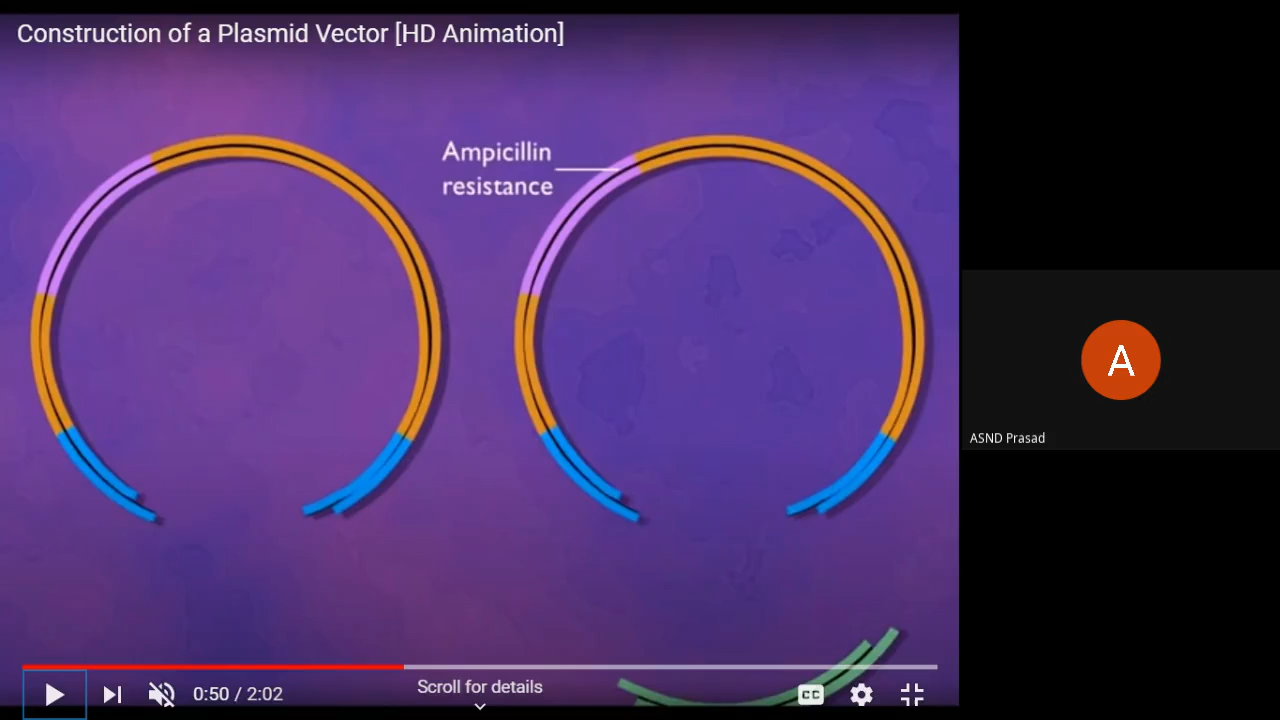 Construction of a Plasmid Vector [HD Animation]
Ampicillin
resistance
A
ASND Prasad
0:50 / 2:02
Scroll for details
CC